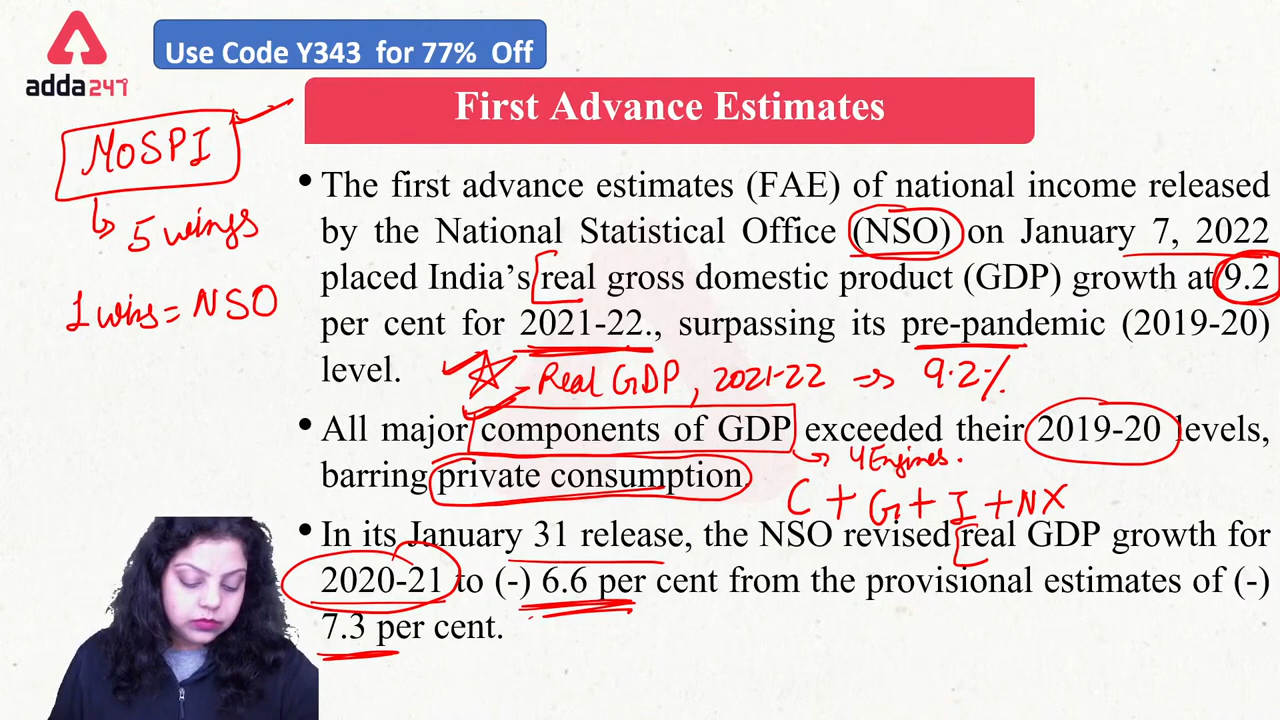 Use Code Y343 for 77% Off
adda247
First Advance Estimates
MOSPI
5 wings
1 wing = NSO
• The first advance estimates (FAE) of national income released
by the National Statistical Office (NSO) on January 7, 2022
placed India's real gross domestic product (GDP) growth at 9.2
per cent for 2021-22., surpassing its pre-pandemic (2019-20)
level.
- Real GDP, 2021-22 => 9.2%
• All major components of GDP exceeded their 2019-20 levels,
barring private consumption.
4 Engines.
C + G + I + NX
• In its January 31 release, the NSO revised real GDP growth for
2020-21 to (-) 6.6 per cent from the provisional estimates of (-)
7.3 per cent.